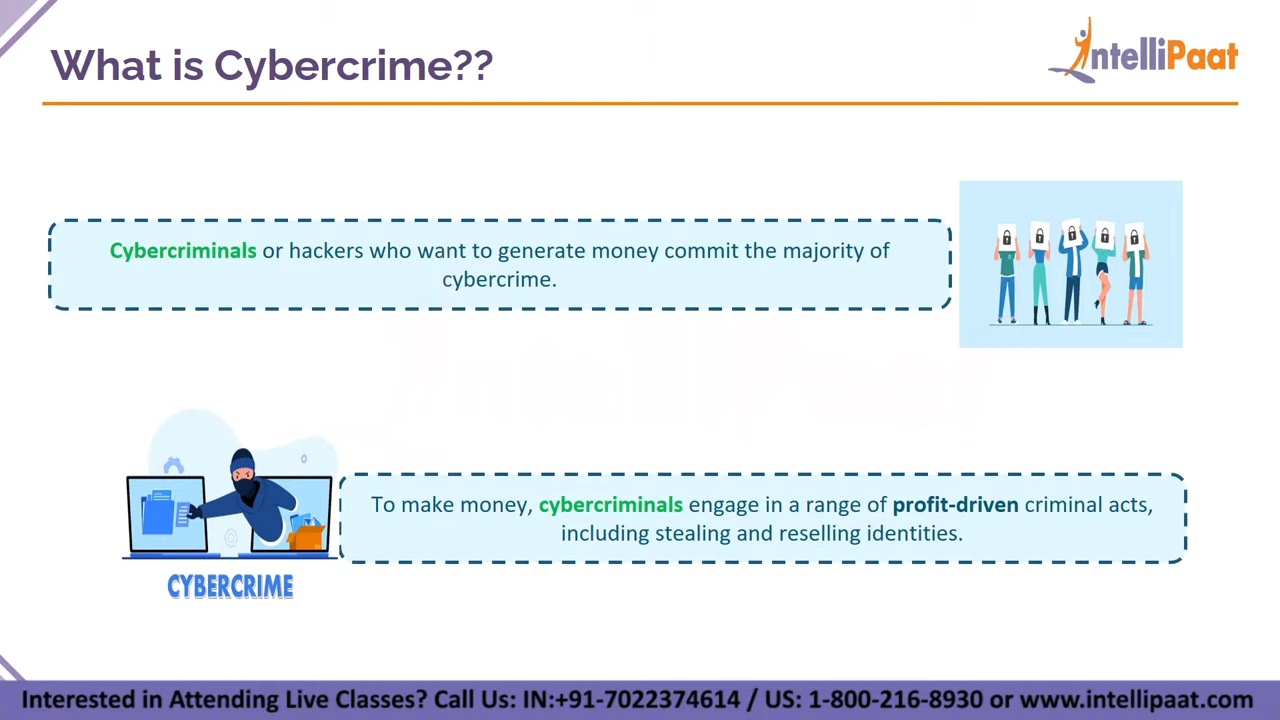 What is Cybercrime??
IntelliPaat
Cybercriminals or hackers who want to generate money commit the majority of
cybercrime.
To make money, cybercriminals engage in a range of profit-driven criminal acts,
including stealing and reselling identities.
CYBERCRIME
Interested in Attending Live Classes? Call Us: IN:+91-7022374614 / US: 1-800-216-8930 or www.intellipaat.com